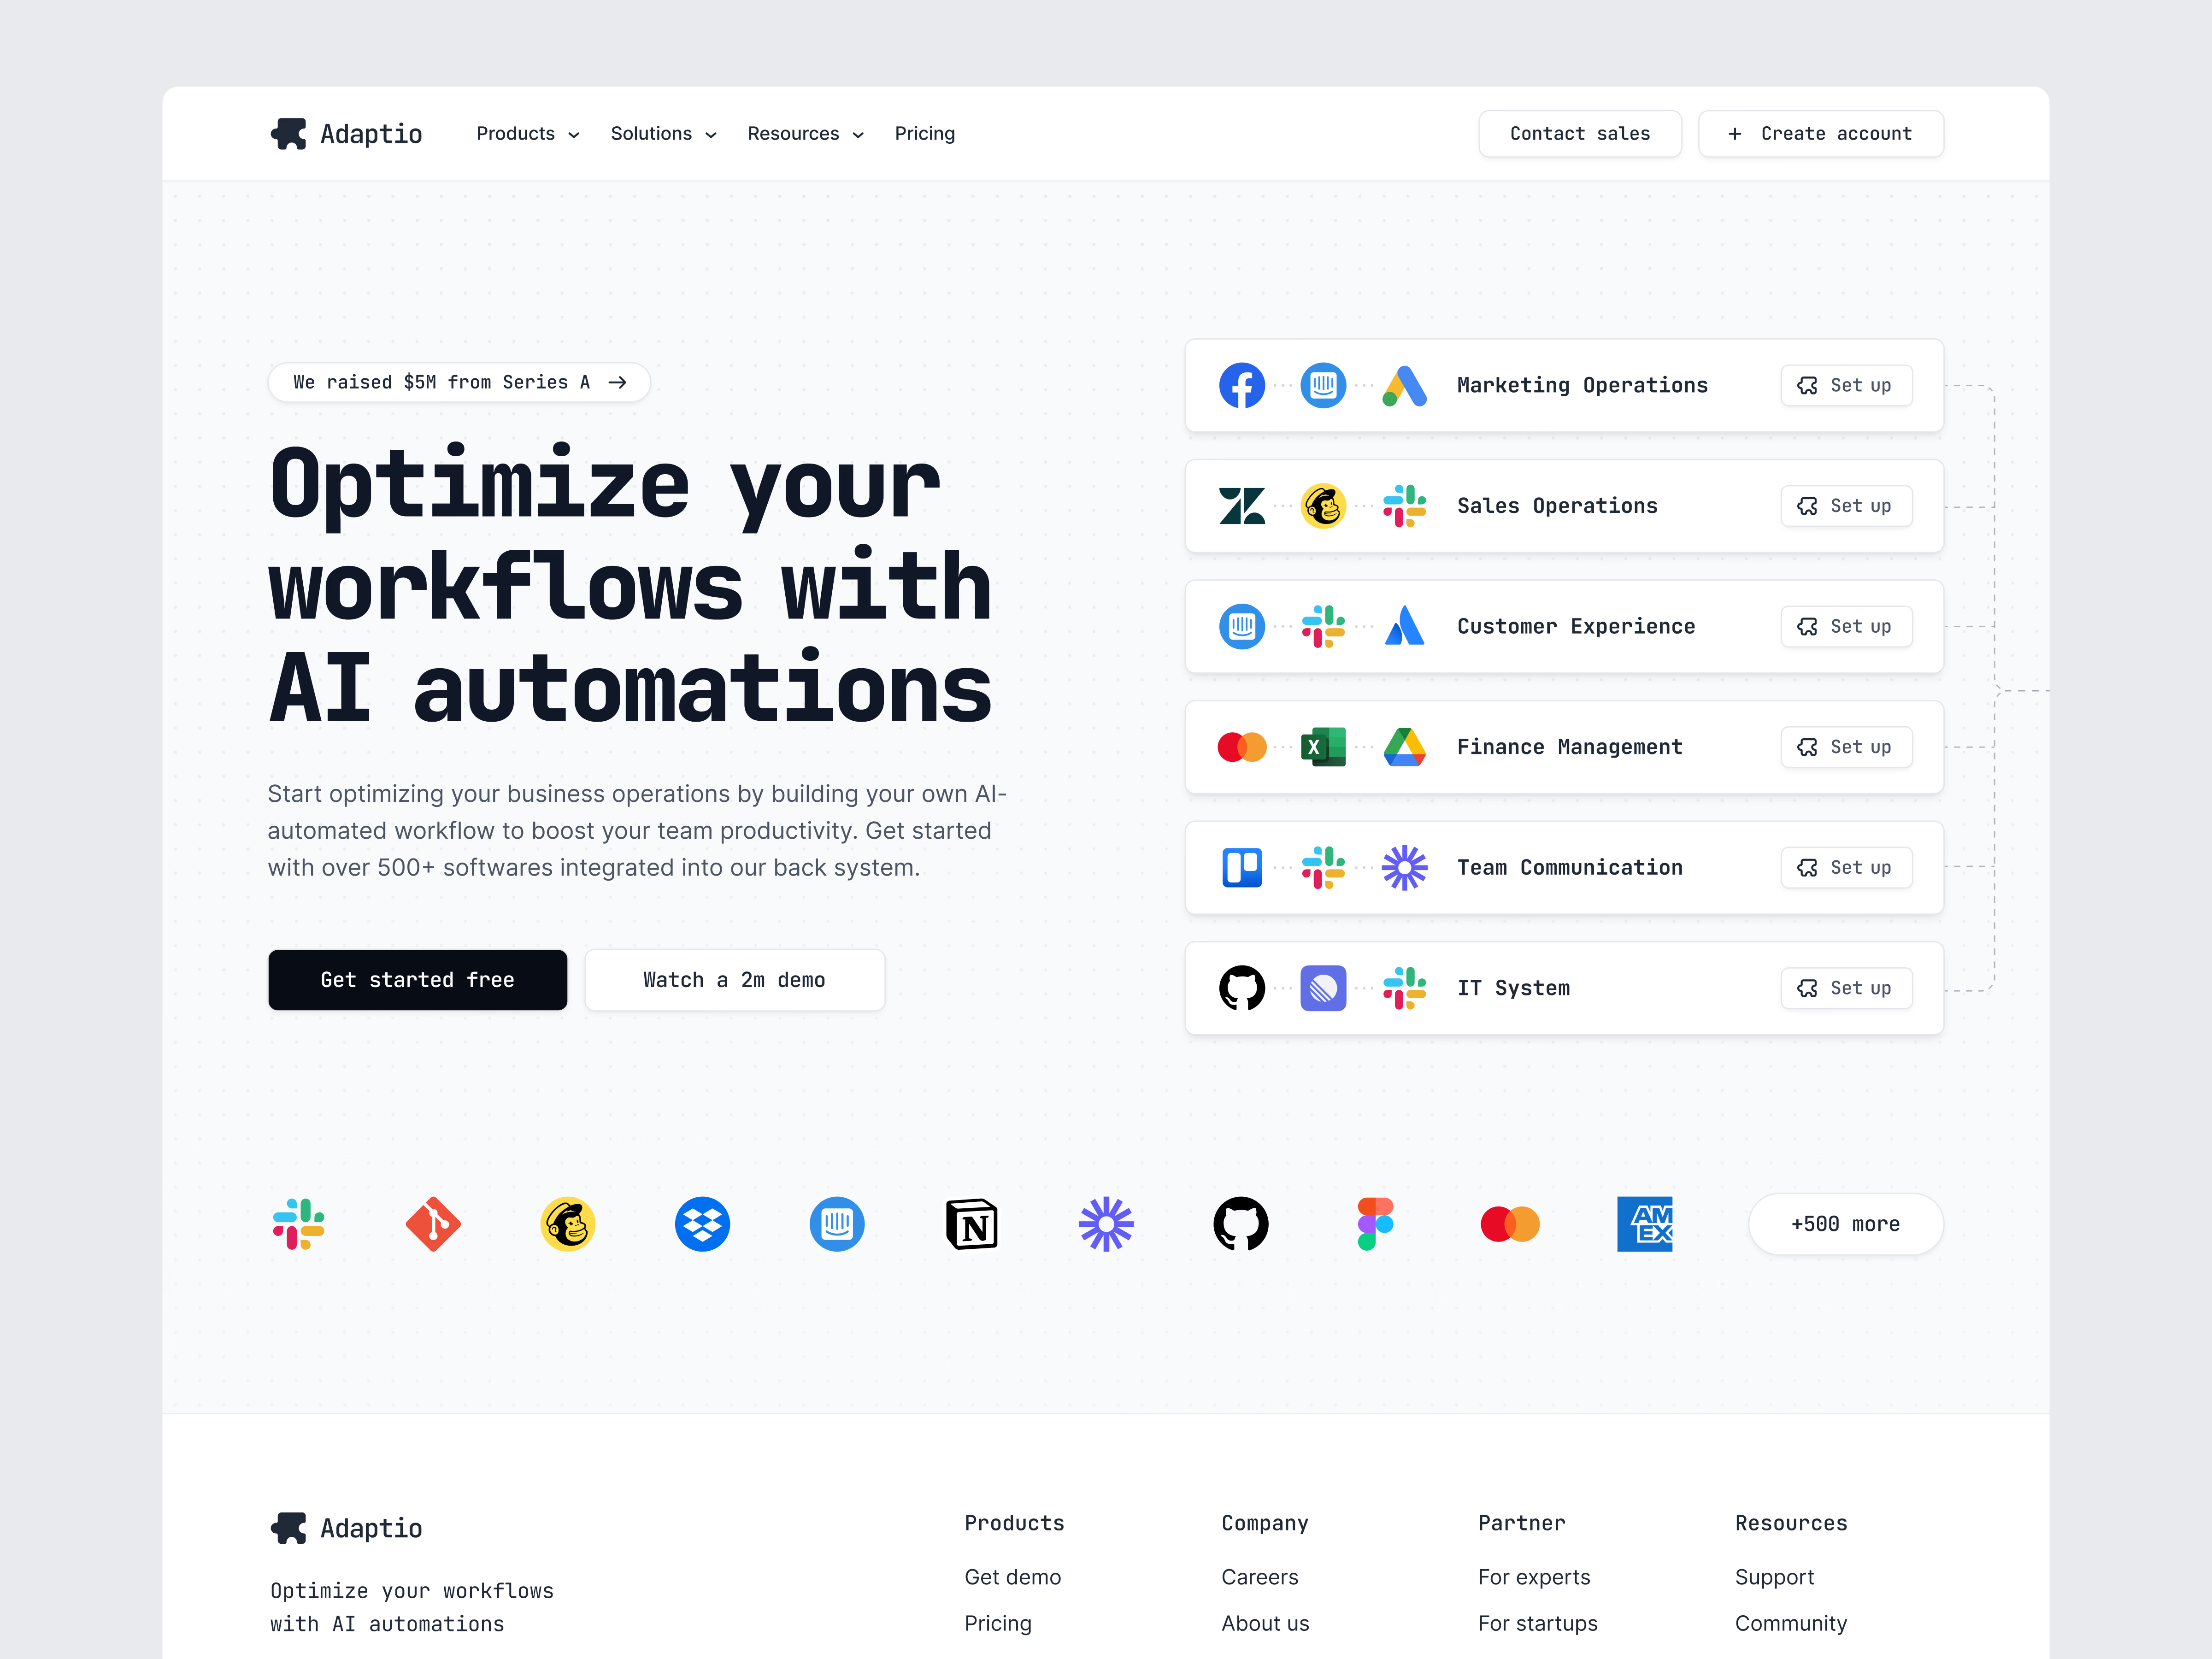 Adaptio
Products
Solutions
Resources
Pricing
Contact sales
+ Create account
We raised $5M from Series A →
Optimize your
workflows with
AI automations
Start optimizing your business operations by building your own AI-
automated workflow to boost your team productivity. Get started
with over 500+ softwares integrated into our back system.
Get started free
Watch a 2m demo
Marketing Operations
Set up
Sales Operations
Set up
Customer Experience
Set up
X
Finance Management
Set up
Team Communication
Set up
IT System
Set up
N
AM
EX
+500 more
Adaptio
Optimize your workflows
with AI automations
Products
Get demo
Pricing
Company
Careers
About us
Partner
For experts
For startups
Resources
Support
Community